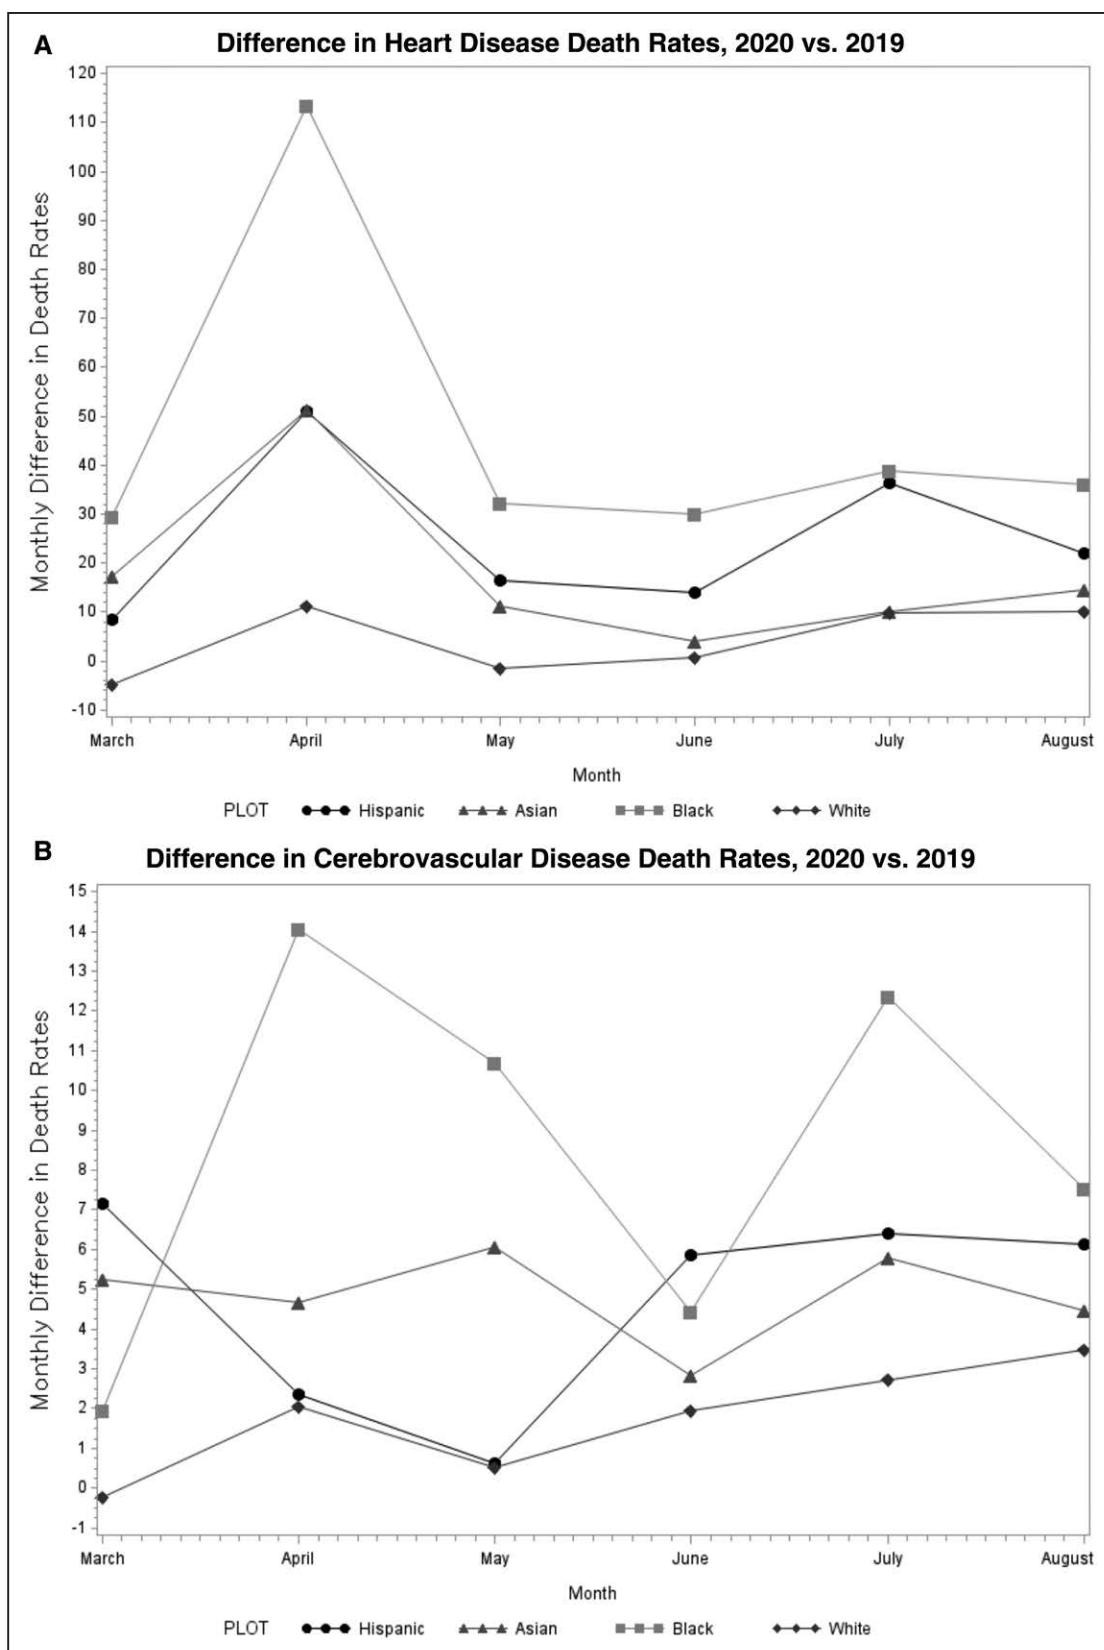 A
Difference in Heart Disease Death Rates, 2020 vs. 2019
Monthly Difference in Death Rates
120
110
100
90
80
70
60
50
40
30
20
10
0
-10
March April May June July August
Month
PLOT Hispanic Asian Black White
B
Difference in Cerebrovascular Disease Death Rates, 2020 vs. 2019
Monthly Difference in Death Rates
15
14
13
12
11
10
9
8
7
6
5
4
3
2
1
0
-1
March April May June July August
Month
PLOT Hispanic Asian Black White